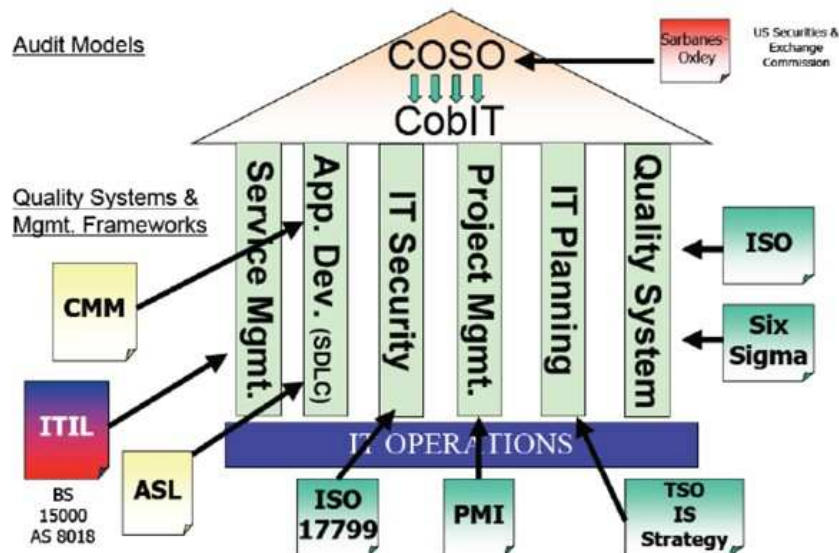 Audit Models
COSO
CobIT
Sarbanes-
Oxley
US Securities &
Exchange
Commission
Quality Systems &
Mgmt. Frameworks
Service Mgmt.
App. Dev. (SDLC)
IT Security
Project Mgmt.
IT Planning
Quality System
CMM
ITIL
BS
15000
AS 8018
ASL
ISO
Six
Sigma
IT OPERATIONS
ISO
17799
PMI
TSO
IS
Strategy